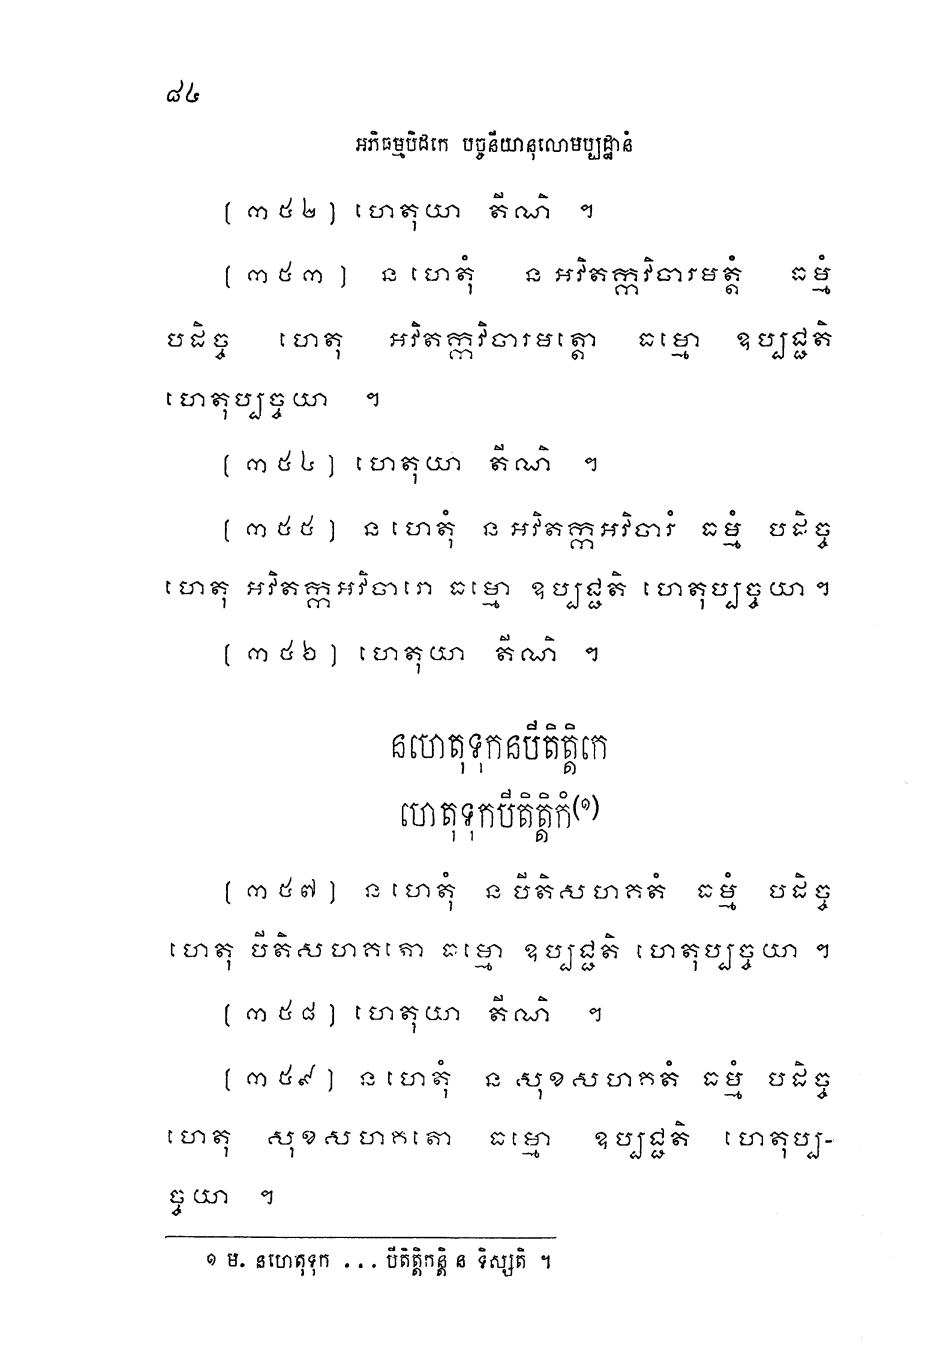 ៨៤
អភិធម្មបិដកេ បច្ចនីយានុលោមប្បដ្ឋានំ
(៣៥២) ហេតុយា តីណិ ។
(៣៥៣) ន ហេតុំ ន អវិតក្កវិចារមត្តំ ធម្មំ
បដិច្ច ហេតុ អវិតក្កវិចារមត្តោ ធម្មោ ឧប្បជ្ជតិ
ហេតុប្បច្ចយា ។
(៣៥៤) ហេតុយា តីណិ ។
(៣៥៥) ន ហេតុំ ន អវិតក្កអវិចារំ ធម្មំ បដិច្ច
ហេតុ អវិតក្កអវិចារោ ធម្មោ ឧប្បជ្ជតិ ហេតុប្បច្ចយា ។
(៣៥៦) ហេតុយា តីណិ ។
នហេតុទុកនបីតិត្តិកេ
ហេតុទុកបីតិត្តិកំ(១)
(៣៥៧) ន ហេតុំ ន បីតិសហគតំ ធម្មំ បដិច្ច
ហេតុ បីតិសហគតោ ធម្មោ ឧប្បជ្ជតិ ហេតុប្បច្ចយា ។
(៣៥៨) ហេតុយា តីណិ ។
(៣៥៩) ន ហេតុំ ន សុខសហគតំ ធម្មំ បដិច្ច
ហេតុ សុខសហគតោ ធម្មោ ឧប្បជ្ជតិ ហេតុប្ប-
ច្ចយា ។
១ ម. នហេតុទុក ... បីតិត្តិកន្តិ ន ទិស្សតិ ។